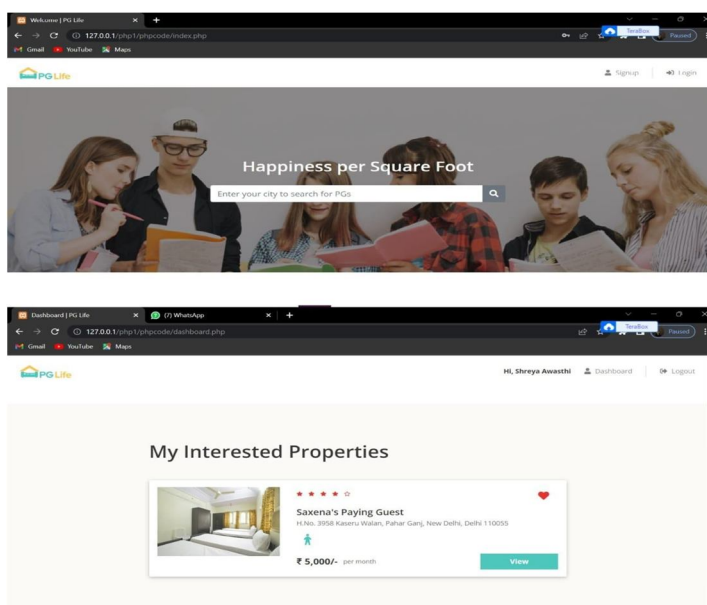 Welcome | PG Life
127.0.0.1/php1/phpcode/index.php
TeraBox
Paused
Gmail YouTube Maps
PG Life
Signup Login
Happiness per Square Foot
Enter your city to search for PGs
Dashboard | PG Life (7) WhatsApp
127.0.0.1/php1/phpcode/dashboard.php
TeraBox
Paused
Gmail YouTube Maps
PG Life
Hi, Shreya Awasthi Dashboard Logout
My Interested Properties
Saxena's Paying Guest
H.No. 3958 Kaseru Walan, Pahar Ganj, New Delhi, Delhi 110055
₹ 5,000/- per month
View